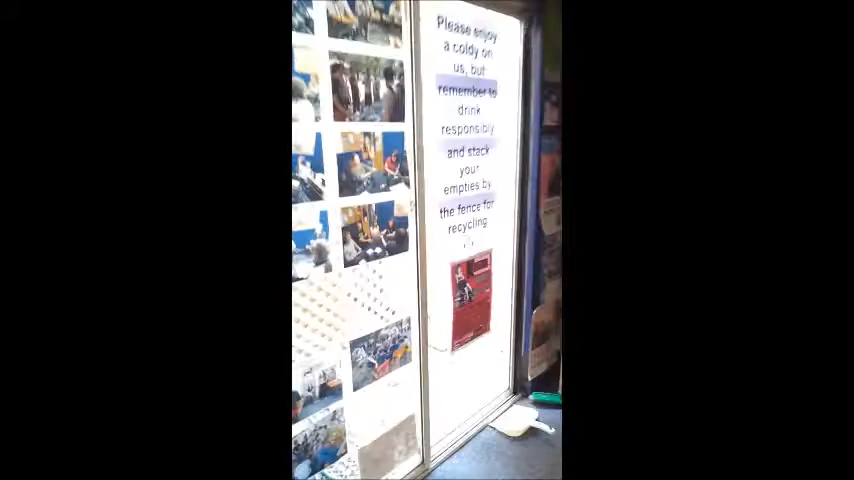 Please enjoy
a coldy on
us, but
remember to
drink
responsibly
and stack
your
empties by
the fence for
recycling
:)